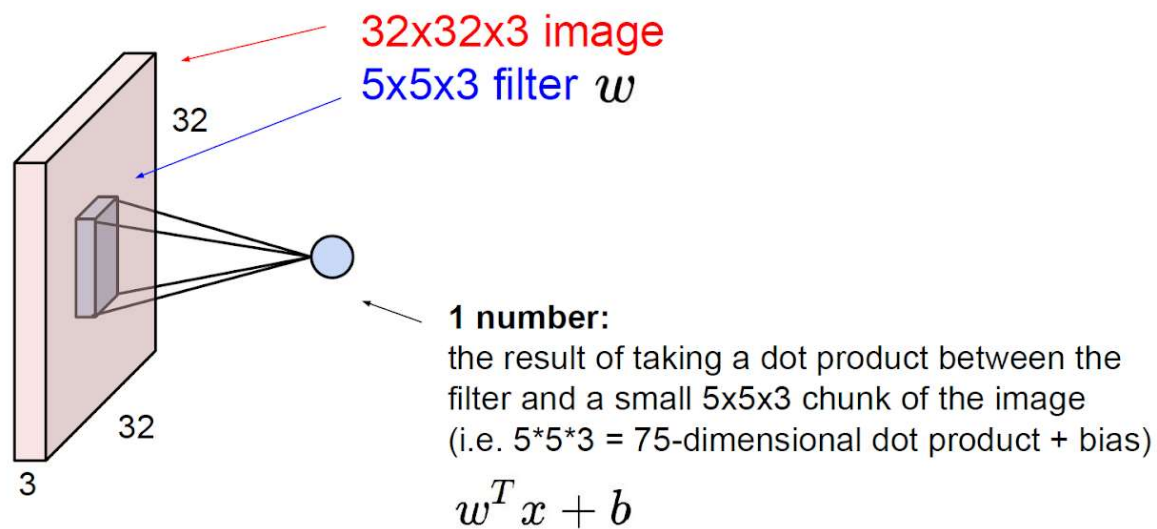 32x32x3 image
5x5x3 filter w
32
32
3
1 number:
the result of taking a dot product between the
filter and a small 5x5x3 chunk of the image
(i.e. 5*5*3 = 75-dimensional dot product + bias)
w^T x + b